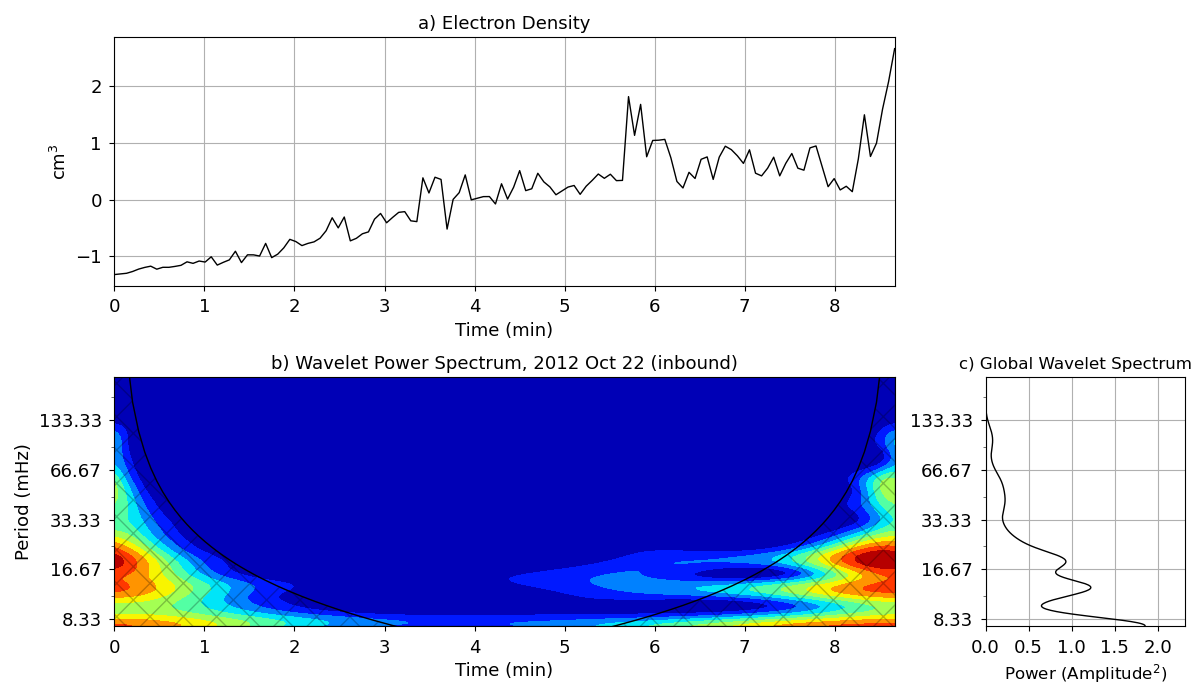 a) Electron Density
2
1
0
−1
cm³
0 1 2 3 4 5 6 7 8
Time (min)
b) Wavelet Power Spectrum, 2012 Oct 22 (inbound)
133.33
66.67
33.33
16.67
8.33
Period (mHz)
0 1 2 3 4 5 6 7 8
Time (min)
c) Global Wavelet Spectrum
133.33
66.67
33.33
16.67
8.33
0.0 0.5 1.0 1.5 2.0
Power (Amplitude²)